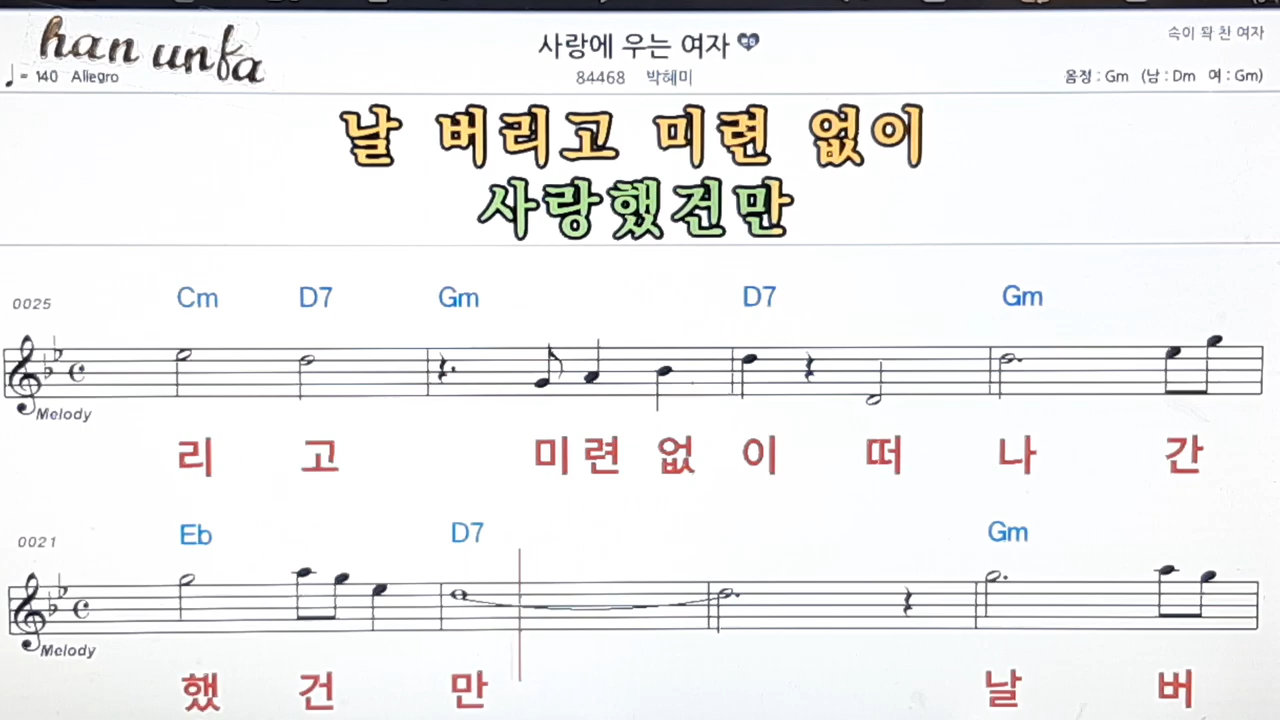 han unfa
사랑에 우는 여자
속이 꽉 찬 여자
♩= 140 Allegro
84468 박혜미
음정 : Gm (남 : Dm 여 : Gm)
날 버리고 미련 없이
사랑했건만
0025
Cm D7 Gm D7 Gm
Melody
리 고 미 련 없 이 떠 나 간
0021
Eb D7 Gm
Melody
했 건 만 날 버